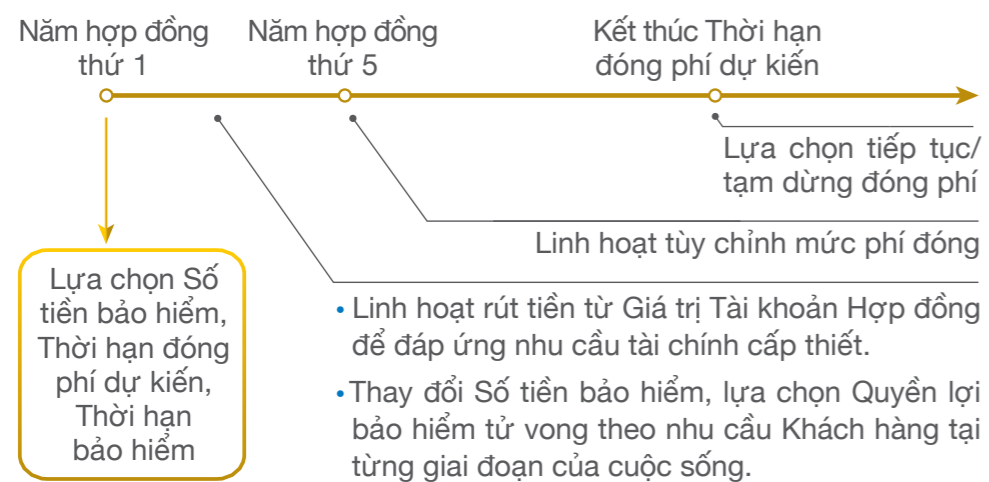 Năm hợp đồng
thứ 1
Năm hợp đồng
thứ 5
Kết thúc Thời hạn
đóng phí dự kiến
Lựa chọn tiếp tục/
tạm dừng đóng phí
Linh hoạt tùy chỉnh mức phí đóng
Lựa chọn Số
tiền bảo hiểm,
Thời hạn đóng
phí dự kiến,
Thời hạn
bảo hiểm
• Linh hoạt rút tiền từ Giá trị Tài khoản Hợp đồng
để đáp ứng nhu cầu tài chính cấp thiết.
• Thay đổi Số tiền bảo hiểm, lựa chọn Quyền lợi
bảo hiểm tử vong theo nhu cầu Khách hàng tại
từng giai đoạn của cuộc sống.